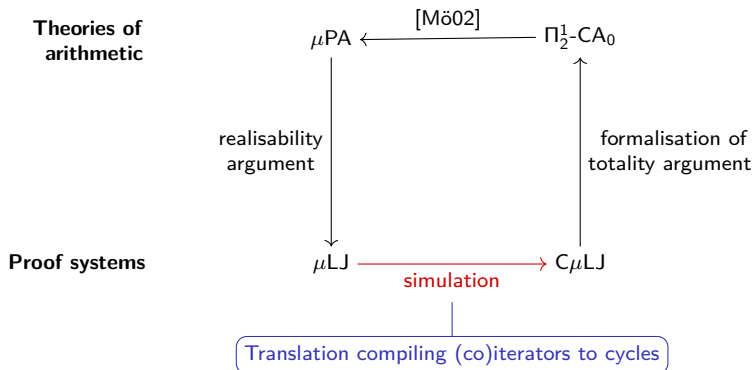 Theories of
arithmetic
[Mö02]
μPA
Π₂¹-CA₀
realisability
argument
formalisation of
totality argument
Proof systems
μLJ
CμLJ
simulation
Translation compiling (co)iterators to cycles